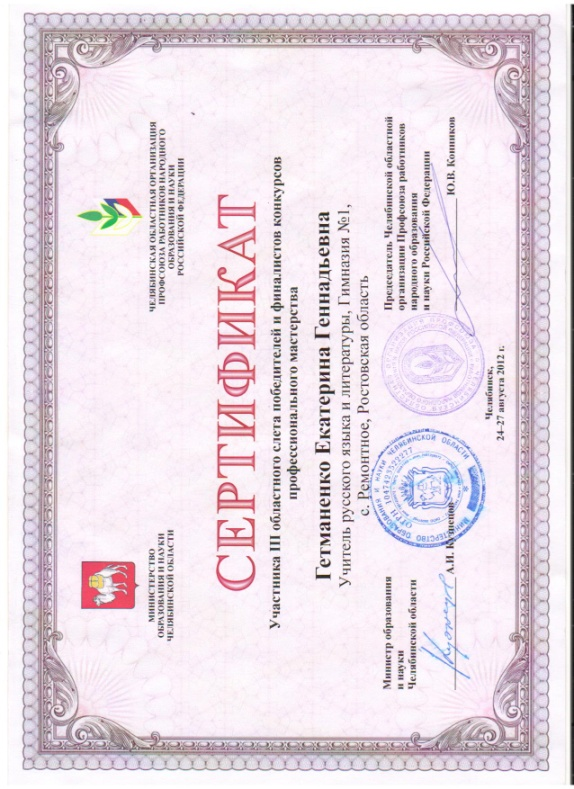 МИНИСТЕРСТВО
ОБРАЗОВАНИЯ И НАУКИ
ЧЕЛЯБИНСКОЙ ОБЛАСТИ
ЧЕЛЯБИНСКАЯ ОБЛАСТНАЯ ОРГАНИЗАЦИЯ
ПРОФСОЮЗА РАБОТНИКОВ НАРОДНОГО
ОБРАЗОВАНИЯ И НАУКИ
РОССИЙСКОЙ ФЕДЕРАЦИИ
СЕРТИФИКАТ
Участника III областного слета победителей и финалистов конкурсов
профессионального мастерства
Гетманенко Екатерина Геннадьевна
Учитель русского языка и литературы, Гимназия №1,
с. Ремонтное, Ростовская область
Министр образования
и науки
Челябинской области
А.И. Кузнецов
Председатель Челябинской областной
организации Профсоюза работников
народного образования
и науки Российской Федерации
Ю.В. Конников
Челябинск,
24-27 августа 2012 г.